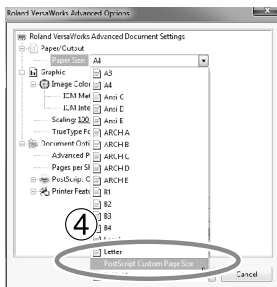 Roland VersaWorks Advanced Options
Roland VersaWorks Advanced Document Settings
Paper/Output
Paper Size: A4
Graphic
Image Color
ICM Met
ICM Inte
Scaling: 100
TrueType Fo
Document Opti
Advanced P
Pages per Sh
PostScript O
Printer Featu
A3
A4
Ansi C
Ansi D
Ansi E
ARCH A
ARCH B
ARCH C
ARCH D
ARCH E
B1
B2
B3
B4
Letter
PostScript Custom Page Size
4
Cancel